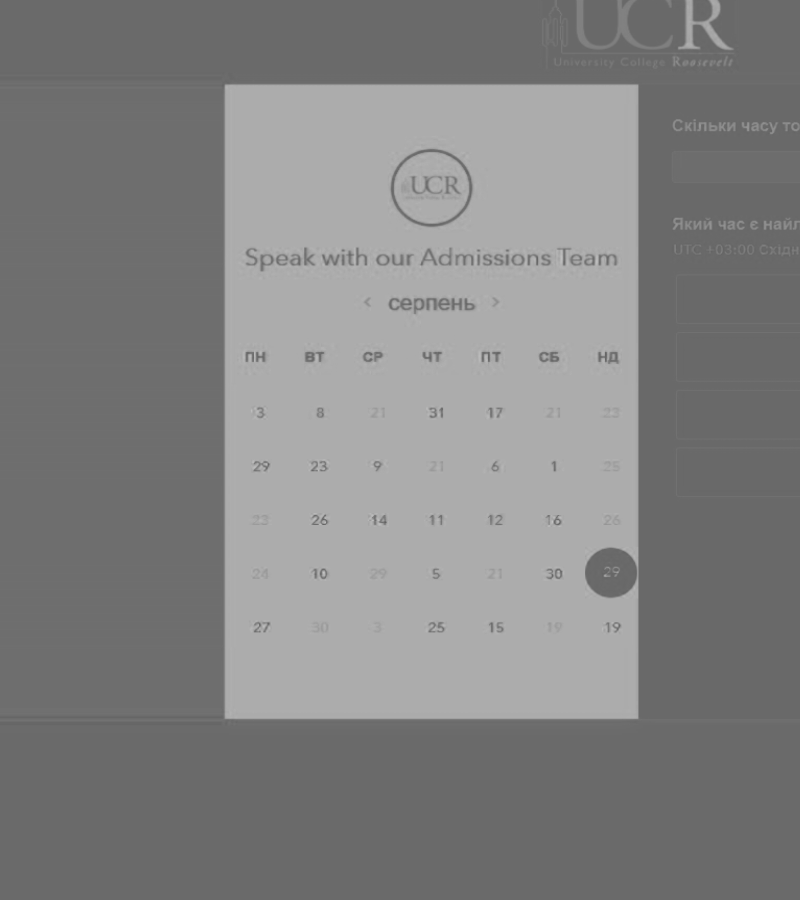 UCR
University College Roosevelt
Скільки часу то
UCR
Який час є найл
UTC +03:00 Східн
Speak with our Admissions Team
< серпень >
ПН ВТ СР ЧТ ПТ СБ НД
3 8 21 31 17 21 23
29 23 9 21 6 1 25
23 26 14 11 12 16 26
24 10 29 5 21 30 29
27 30 3 25 15 19 19